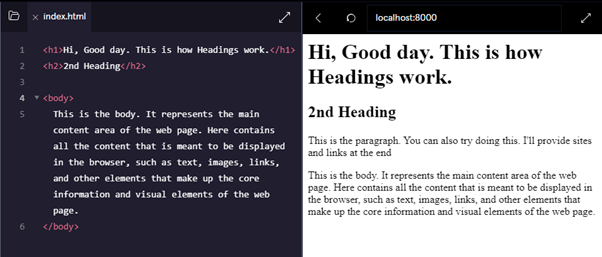 index.html
1 <h1>Hi, Good day. This is how Headings work.</h1>
2 <h2>2nd Heading</h2>
3
4 <body>
5 This is the body. It represents the main
content area of the web page. Here contains
all the content that is meant to be displayed
in the browser, such as text, images, links,
and other elements that make up the core
information and visual elements of the web
page.
6 </body>
localhost:8000
Hi, Good day. This is how
Headings work.
2nd Heading
This is the paragraph. You can also try doing this. I'll provide sites
and links at the end
This is the body. It represents the main content area of the web
page. Here contains all the content that is meant to be displayed in
the browser, such as text, images, links, and other elements that
make up the core information and visual elements of the web page.